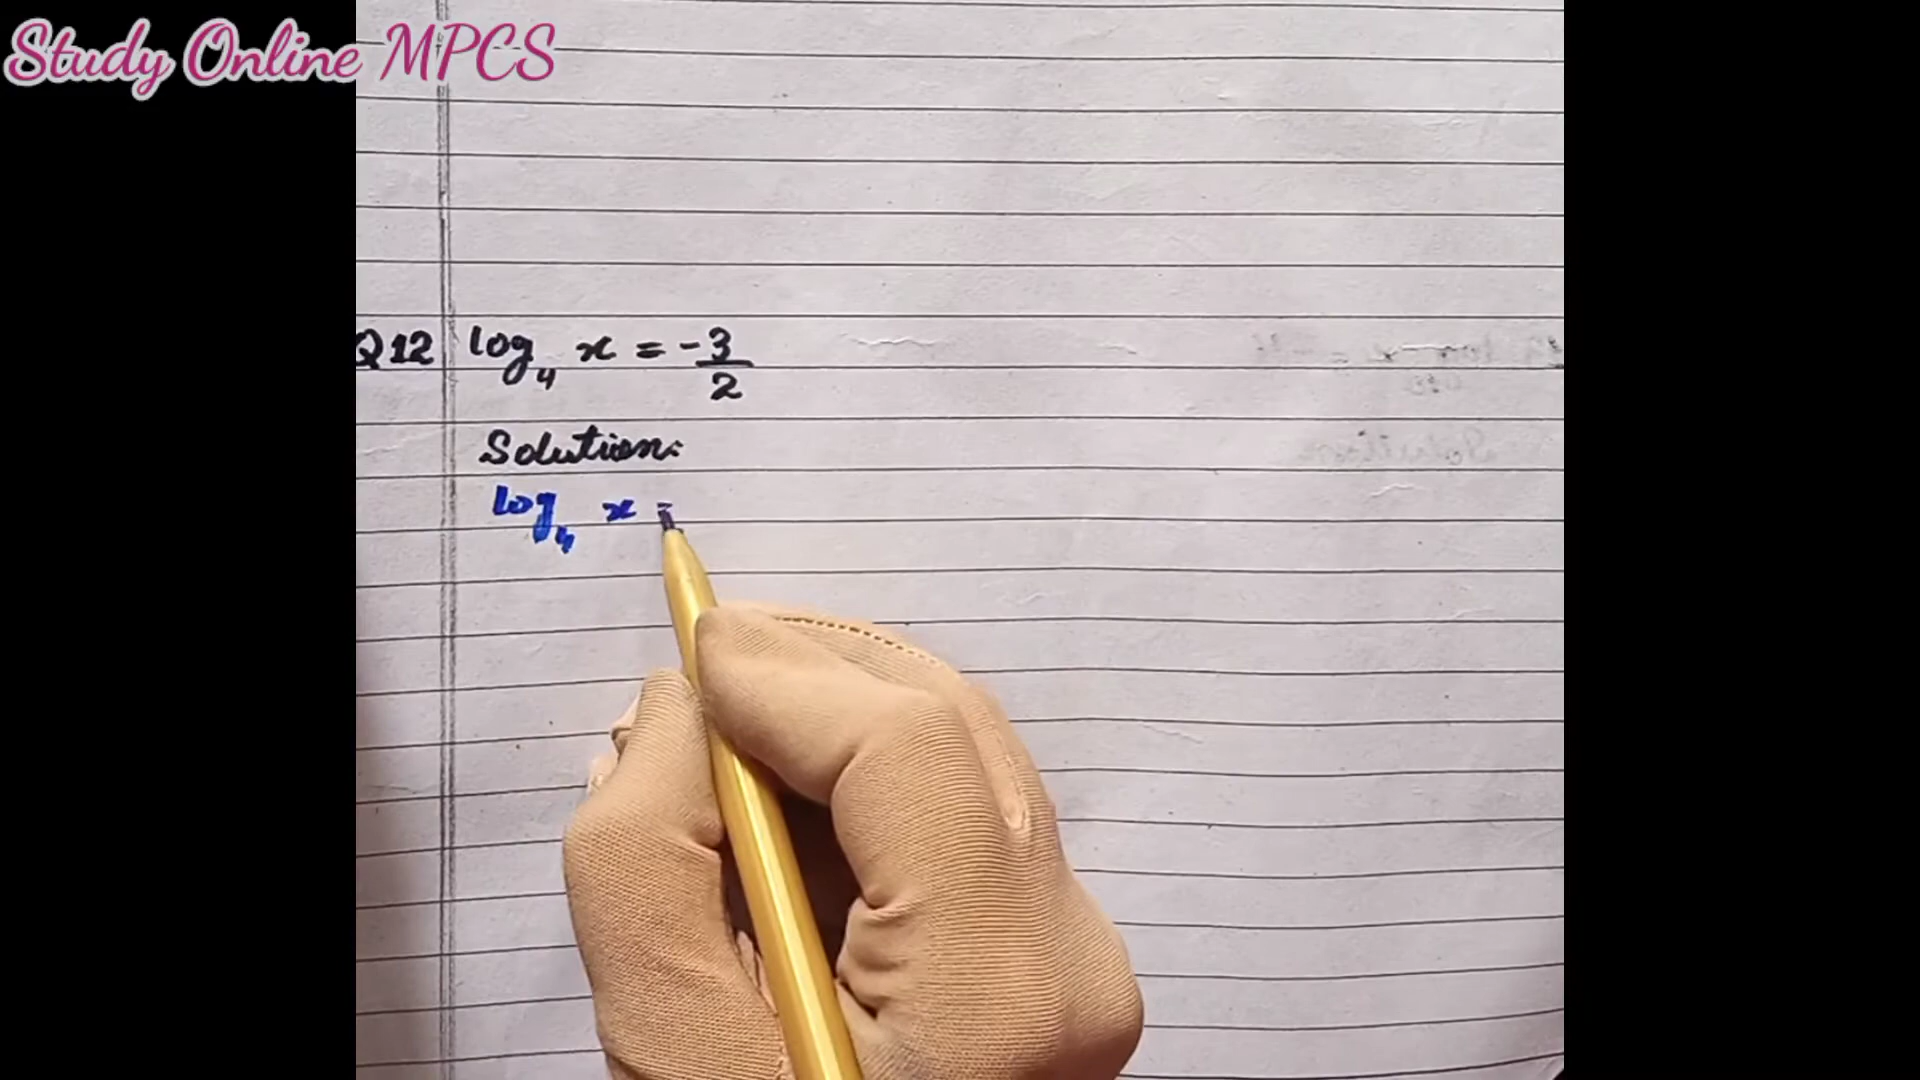 Study Online MPCS
Q12 log₄ x = -3/2
Solution:
log₄ x =